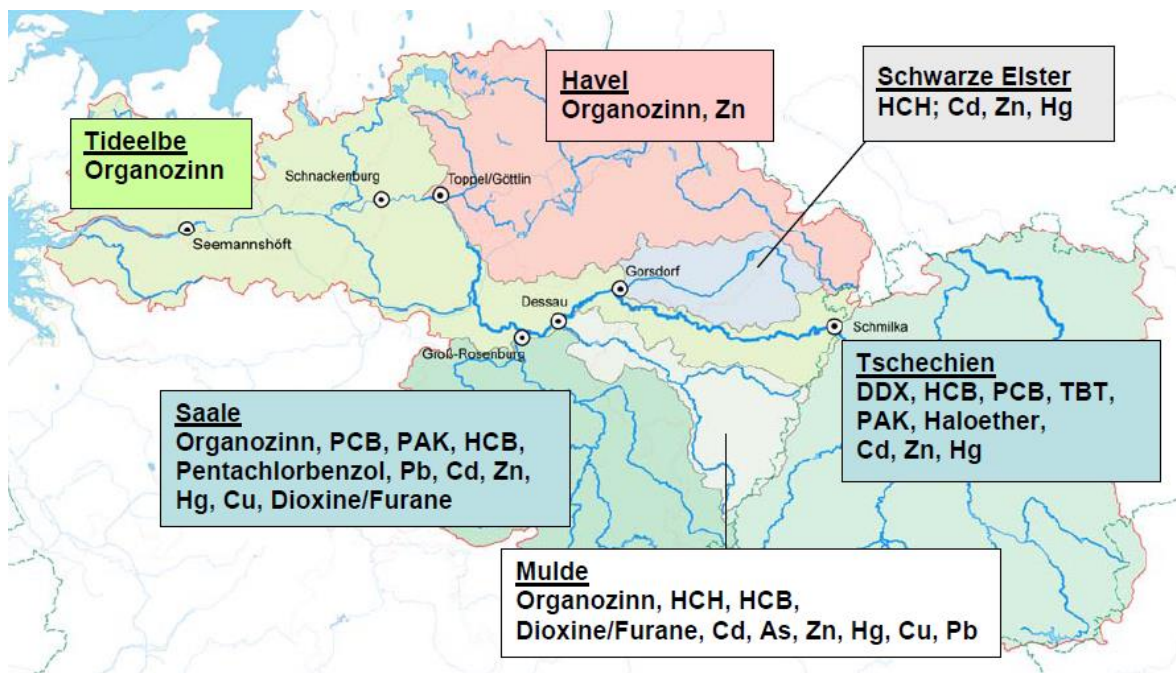 Havel
Organozinn, Zn
Schwarze Elster
HCH; Cd, Zn, Hg
Tideelbe
Organozinn
Schnackenburg
Toppel/Göttlin
Seemannshöft
Gorsdorf
Dessau
Schmilka
Groß-Rosenburg
Tschechien
DDX, HCB, PCB, TBT,
PAK, Haloether,
Cd, Zn, Hg
Saale
Organozinn, PCB, PAK, HCB,
Pentachlorbenzol, Pb, Cd, Zn,
Hg, Cu, Dioxine/Furane
Mulde
Organozinn, HCH, HCB,
Dioxine/Furane, Cd, As, Zn, Hg, Cu, Pb